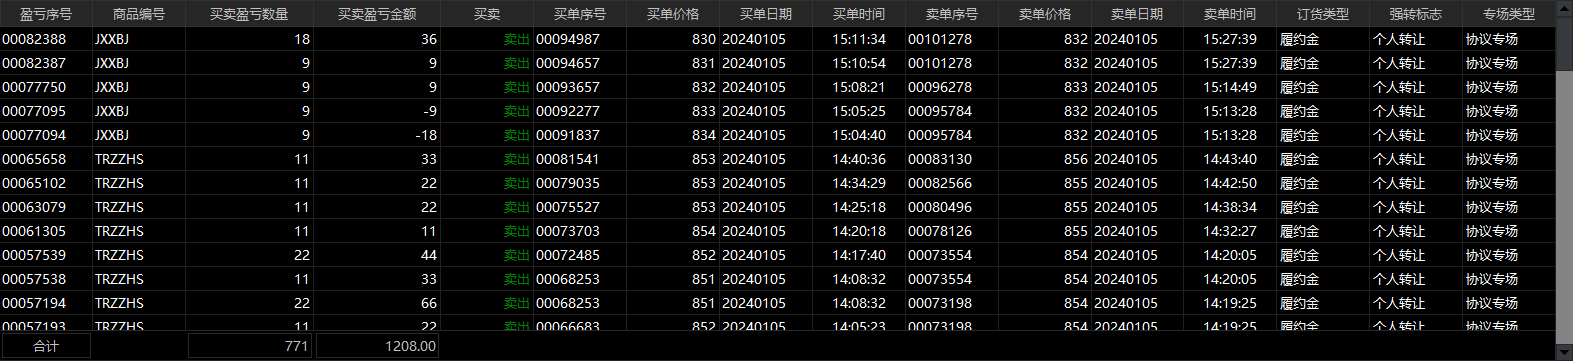 盈亏序号 商品编号 买卖盈亏数量 买卖盈亏金额 买卖 买单序号 买单价格 买单日期 买单时间 卖单序号 卖单价格 卖单日期 卖单时间 订货类型 强转标志 专场类型
00082388 JXXBJ 18 36 卖出 00094987 830 20240105 15:11:34 00101278 832 20240105 15:27:39 履约金 个人转让 协议专场
00082387 JXXBJ 9 9 卖出 00094657 831 20240105 15:10:54 00101278 832 20240105 15:27:39 履约金 个人转让 协议专场
00077750 JXXBJ 9 9 卖出 00093657 832 20240105 15:08:21 00096278 833 20240105 15:14:49 履约金 个人转让 协议专场
00077095 JXXBJ 9 -9 卖出 00092277 833 20240105 15:05:25 00095784 832 20240105 15:13:28 履约金 个人转让 协议专场
00077094 JXXBJ 9 -18 卖出 00091837 834 20240105 15:04:40 00095784 832 20240105 15:13:28 履约金 个人转让 协议专场
00065658 TRZZHS 11 33 卖出 00081541 853 20240105 14:40:36 00083130 856 20240105 14:43:40 履约金 个人转让 协议专场
00065102 TRZZHS 11 22 卖出 00079035 853 20240105 14:34:29 00082566 855 20240105 14:42:50 履约金 个人转让 协议专场
00063079 TRZZHS 11 22 卖出 00075527 853 20240105 14:25:18 00080496 855 20240105 14:38:34 履约金 个人转让 协议专场
00061305 TRZZHS 11 11 卖出 00073703 854 20240105 14:20:18 00078126 855 20240105 14:32:27 履约金 个人转让 协议专场
00057539 TRZZHS 22 44 卖出 00072485 852 20240105 14:17:40 00073554 854 20240105 14:20:05 履约金 个人转让 协议专场
00057538 TRZZHS 11 33 卖出 00068253 851 20240105 14:08:32 00073554 854 20240105 14:20:05 履约金 个人转让 协议专场
00057194 TRZZHS 22 66 卖出 00068253 851 20240105 14:08:32 00073198 854 20240105 14:19:25 履约金 个人转让 协议专场
00057193 TRZZHS 11 22 卖出 00066683 852 20240105 14:05:23 00073198 854 20240105 14:19:25 履约金 个人转让 协议专场
合计 771 1208.00